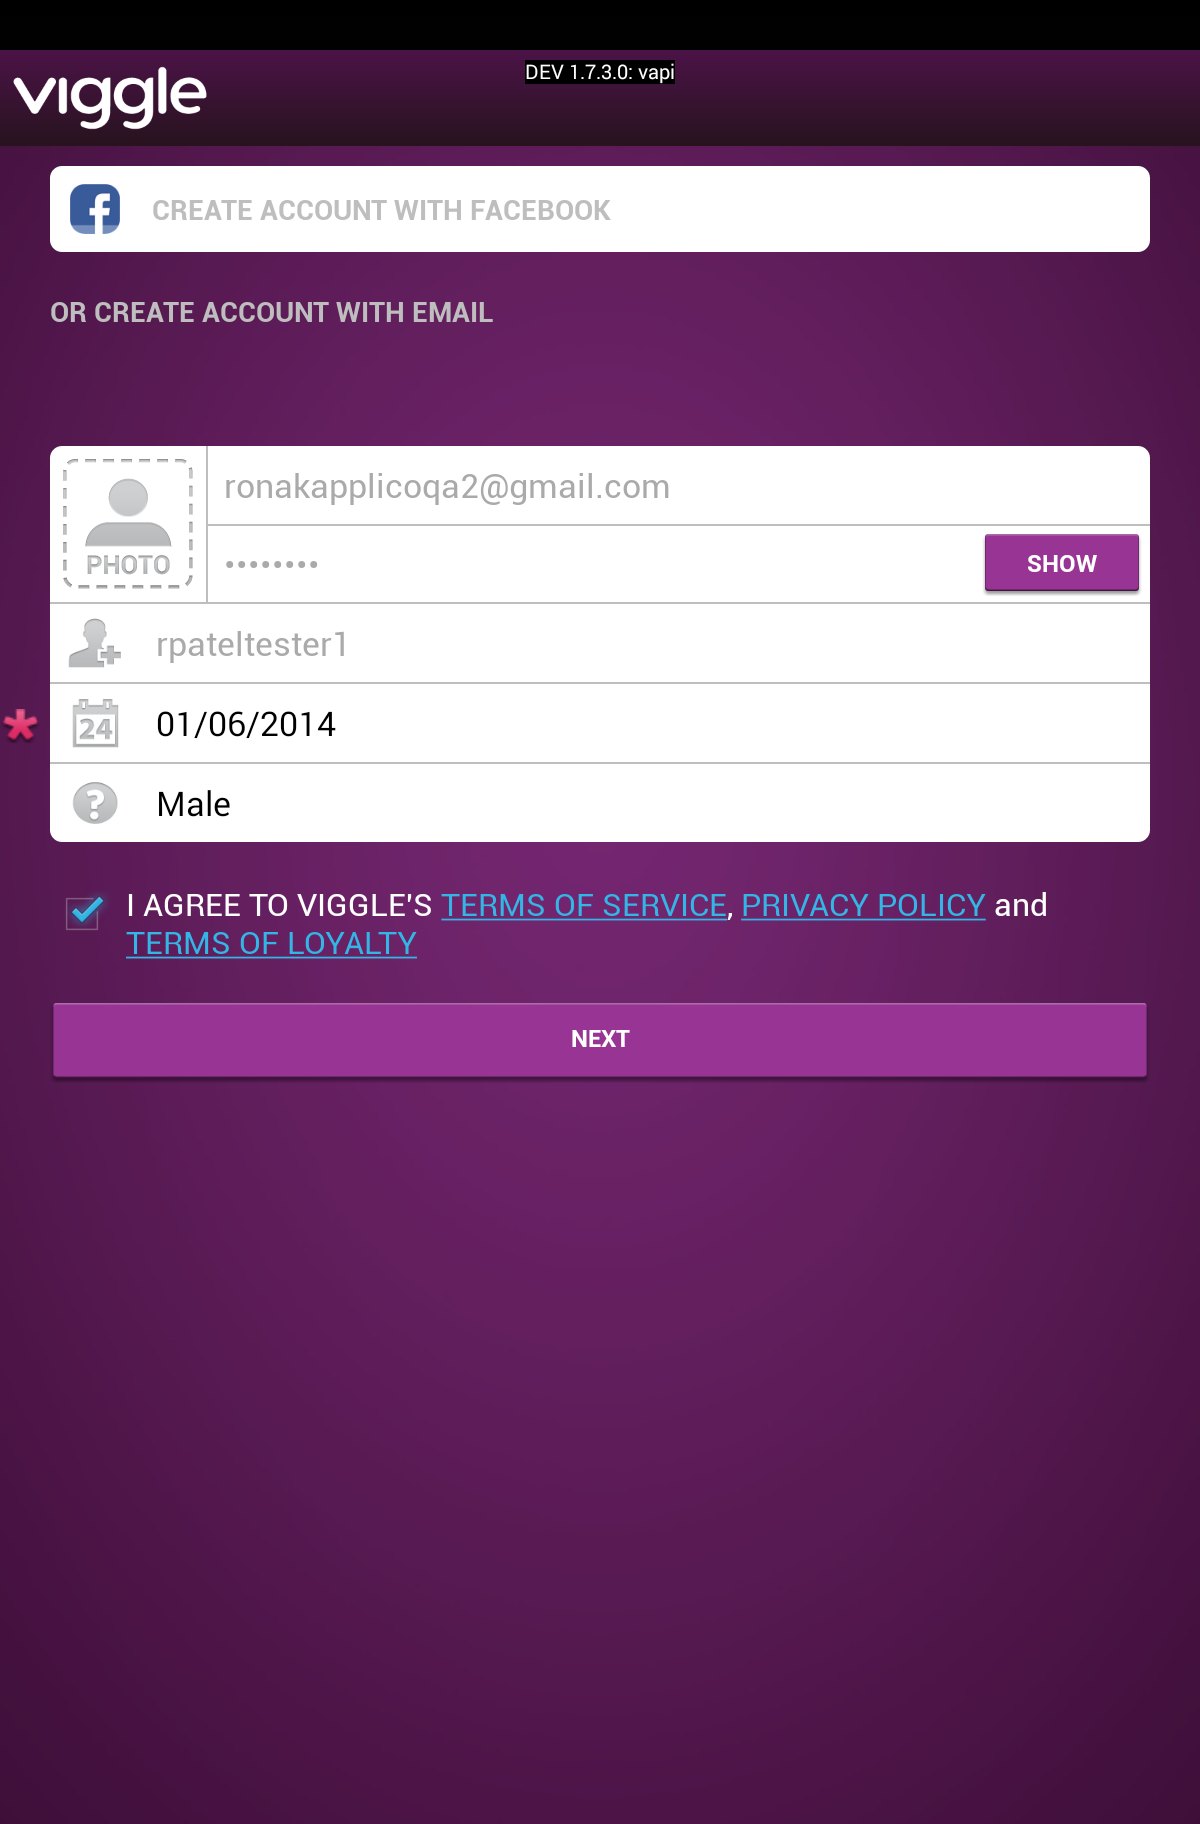 viggle
DEV 1.7.3.0: vapi
CREATE ACCOUNT WITH FACEBOOK
OR CREATE ACCOUNT WITH EMAIL
PHOTO
ronakapplicoqa2@gmail.com
••••••••
SHOW
rpateltester1
24
01/06/2014
Male
I AGREE TO VIGGLE'S TERMS OF SERVICE, PRIVACY POLICY and
TERMS OF LOYALTY
NEXT